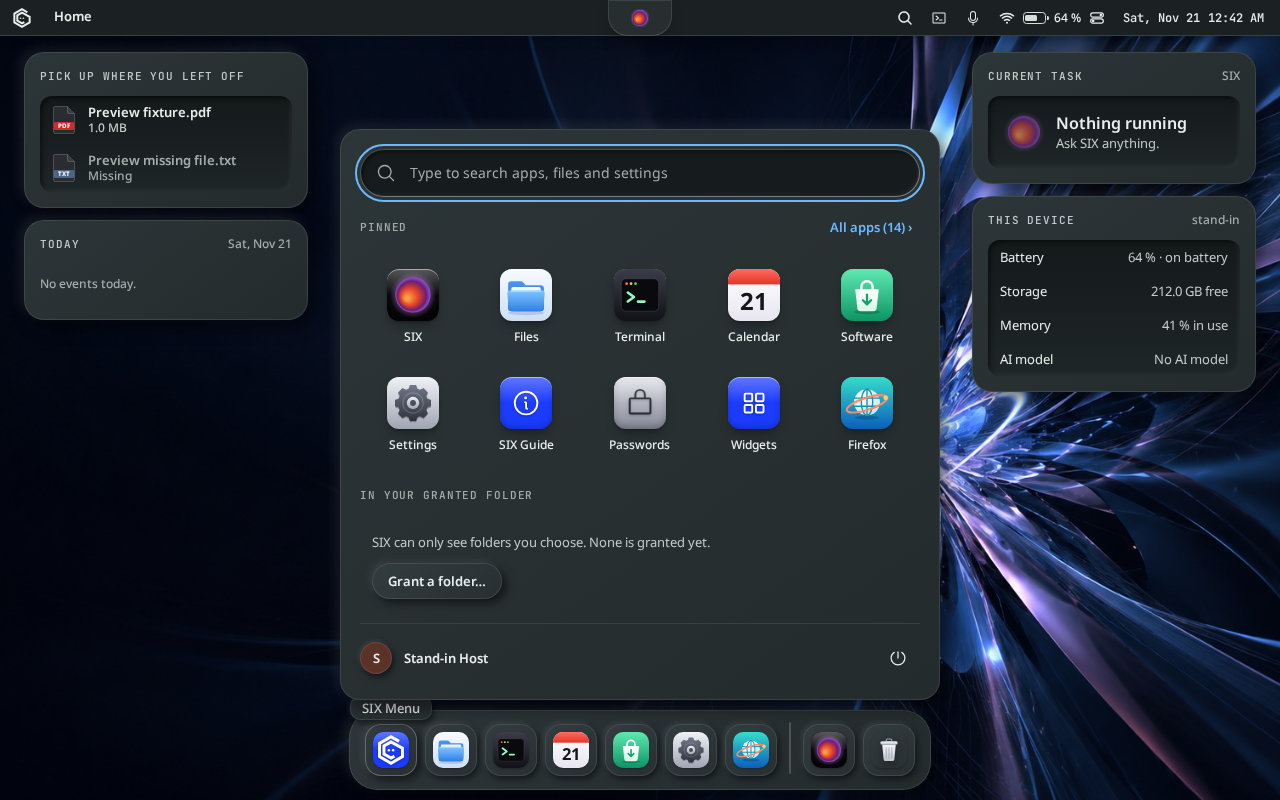 Home
64 %
Sat, Nov 21 12:42 AM
PICK UP WHERE YOU LEFT OFF
Preview fixture.pdf
1.0 MB
PDF
Preview missing file.txt
Missing
TXT
TODAY
Sat, Nov 21
No events today.
Type to search apps, files and settings
PINNED
All apps (14) ›
SIX
Files
Terminal
21
Calendar
Software
Settings
SIX Guide
Passwords
Widgets
Firefox
IN YOUR GRANTED FOLDER
SIX can only see folders you choose. None is granted yet.
Grant a folder...
S
Stand-in Host
CURRENT TASK
SIX
Nothing running
Ask SIX anything.
THIS DEVICE
stand-in
Battery
64 % · on battery
Storage
212.0 GB free
Memory
41 % in use
AI model
No AI model
SIX Menu
21